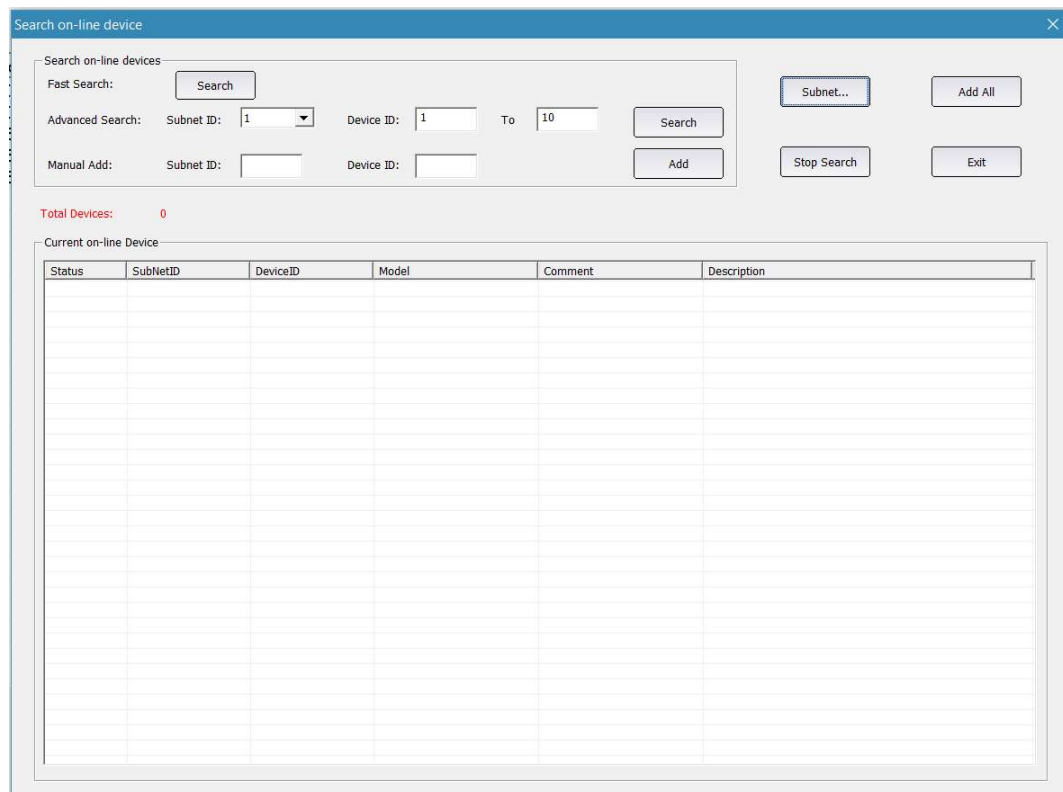 Search on-line device
Search on-line devices
Fast Search: Search
Subnet... Add All
Advanced Search: Subnet ID: 1 Device ID: 1 To 10 Search
Manual Add: Subnet ID: Device ID: Add
Stop Search Exit
Total Devices: 0
Current on-line Device
Status SubNetID DeviceID Model Comment Description